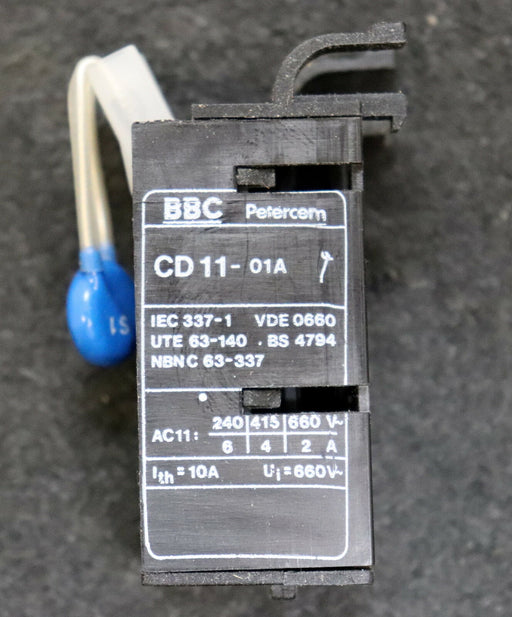 BBC Petercem
CD 11 - 01A
IEC 337-1 VDE 0660
UTE 63-140 . BS 4794
NBN C 63-337
240 415 660 V~
AC11: 6 4 2 A
Ith = 10A Ui = 660V~